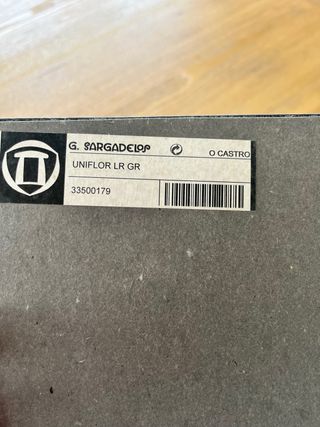 G. SARGADELOS
O CASTRO
UNIFLOR LR GR
33500179